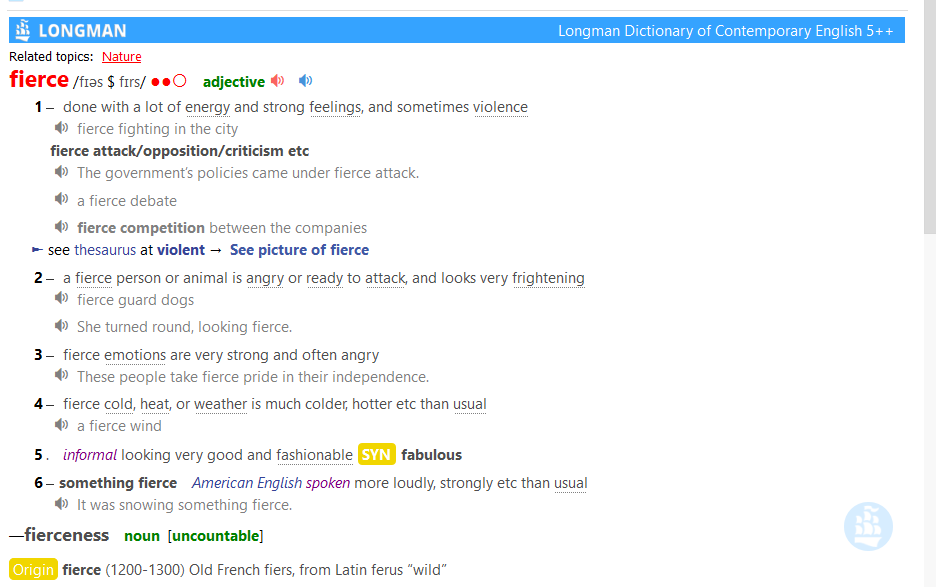 LONGMAN Longman Dictionary of Contemporary English 5++
Related topics: Nature
fierce /fɪəs $ fɪrs/ ●●○ adjective
1 – done with a lot of energy and strong feelings, and sometimes violence
fierce fighting in the city
fierce attack/opposition/criticism etc
The government’s policies came under fierce attack.
a fierce debate
fierce competition between the companies
► see thesaurus at violent → See picture of fierce
2 – a fierce person or animal is angry or ready to attack, and looks very frightening
fierce guard dogs
She turned round, looking fierce.
3 – fierce emotions are very strong and often angry
These people take fierce pride in their independence.
4 – fierce cold, heat, or weather is much colder, hotter etc than usual
a fierce wind
5 . informal looking very good and fashionable SYN fabulous
6 – something fierce American English spoken more loudly, strongly etc than usual
It was snowing something fierce.
—fierceness noun [uncountable]
Origin fierce (1200-1300) Old French fiers, from Latin ferus “wild”